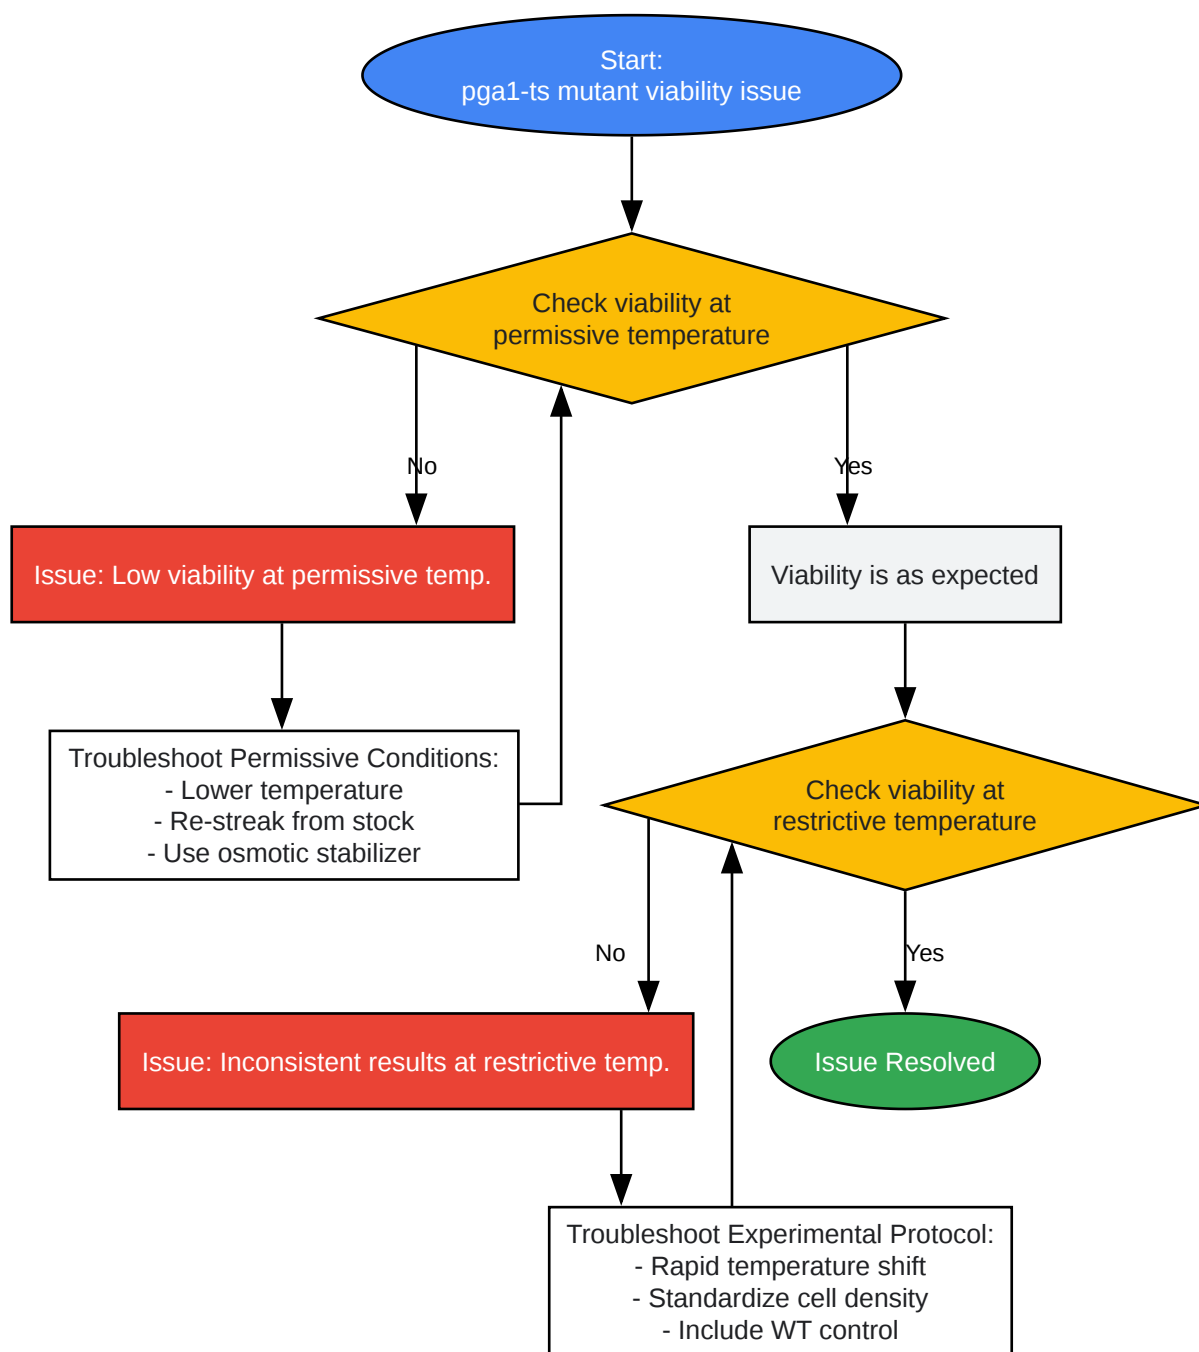 Start:
pga1-ts mutant viability issue
Check viability at
permissive temperature
No
Yes
Issue: Low viability at permissive temp.
Viability is as expected
Troubleshoot Permissive Conditions:
- Lower temperature
- Re-streak from stock
- Use osmotic stabilizer
Check viability at
restrictive temperature
No
Yes
Issue: Inconsistent results at restrictive temp.
Issue Resolved
Troubleshoot Experimental Protocol:
- Rapid temperature shift
- Standardize cell density
- Include WT control